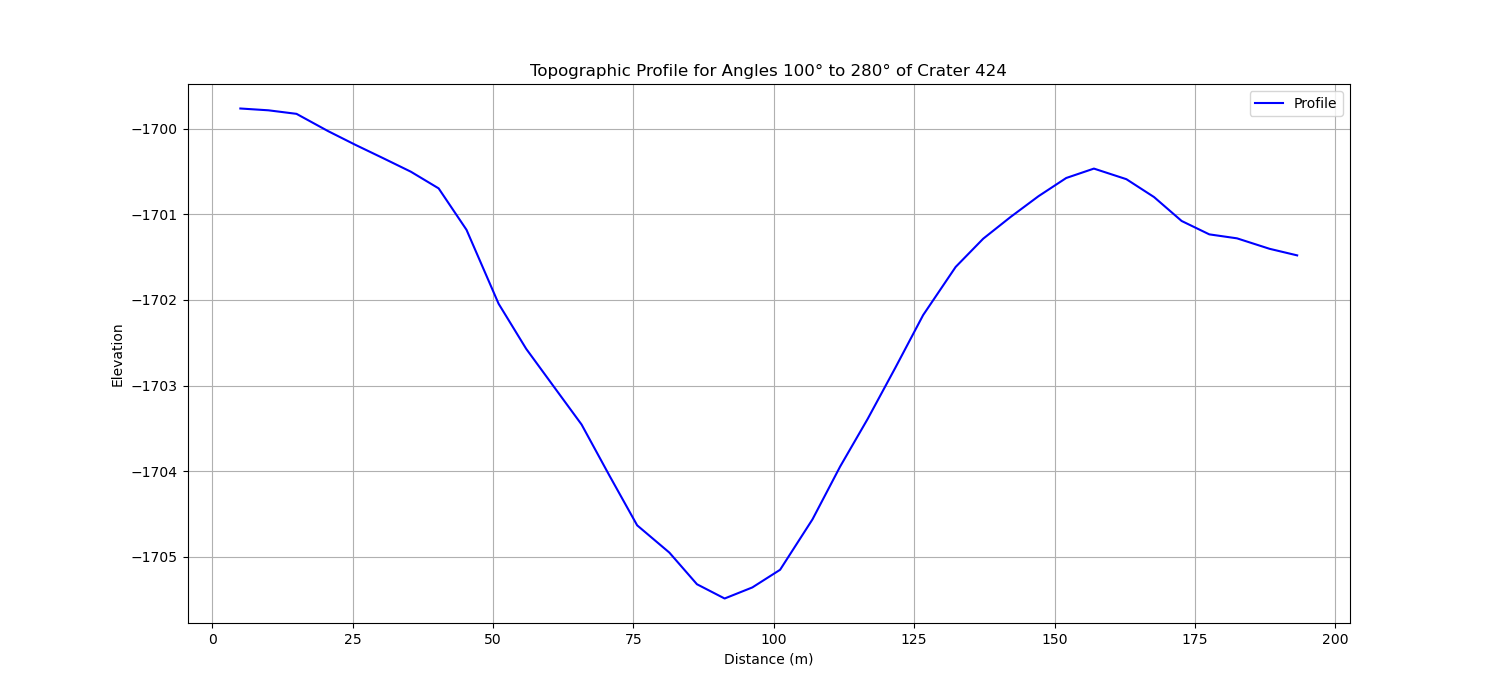 Topographic Profile for Angles 100° to 280° of Crater 424
Profile
−1700
−1701
−1702
−1703
−1704
−1705
Elevation
0 25 50 75 100 125 150 175 200
Distance (m)